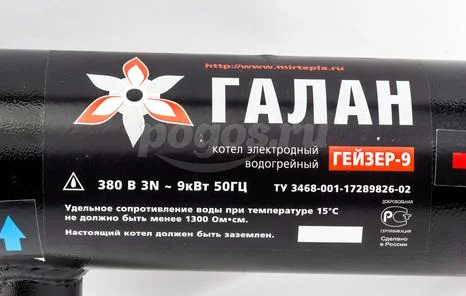 http://www.mirtepla.ru
ГАЛАН
котел электродный
водогрейный
ГЕЙЗЕР-9
380 В 3N ~ 9кВт 50ГЦ
ТУ 3468-001-17289826-02
Удельное сопротивление воды при температуре 15°С
не должно быть менее 1300 Ом*см.
Настоящий котел должен быть заземлен.
ДОБРОВОЛЬНАЯ
СЕРТИФИКАЦИЯ
Сделано
в России
pogos.ru